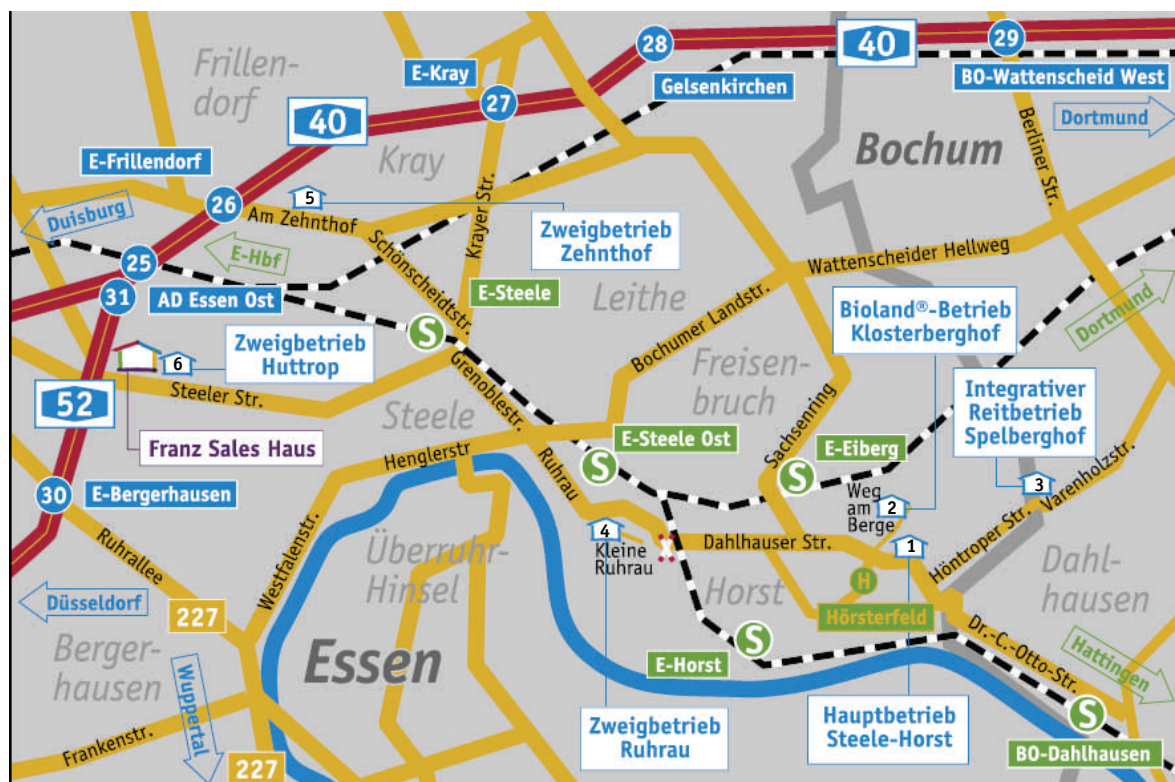 28
40
29
Frillen-
dorf
E-Kray
Gelsenkirchen
BO-Wattenscheid West
27
40
Dortmund
Berliner Str.
Bochum
Kray
E-Frillendorf
26
5
Am Zehnthof
Duisburg
E-Hbf
Zweigbetrieb
Zehnthof
Krayer Str.
Schönscheidtstr.
Wattenscheider Hellweg
25
31
AD Essen Ost
E-Steele
Leithe
Bioland®-Betrieb
Klosterberghof
Dortmund
S
Bochumer Landstr.
6
Zweigbetrieb
Huttrop
Steeler Str.
Grenoblestr.
Freisen-
bruch
Integrativer
Reitbetrieb
Spelberghof
52
Steele
Franz Sales Haus
Henglerstr
E-Steele Ost
S
Sachsenring
E-Eiberg
S
30
E-Bergerhausen
Ruhrau
Weg
am
Berge
2
3
Varenholzstr.
Höntroper Str.
Ruhrallee
Westfalenstr.
Überruhr-
Hinsel
4
Kleine
Ruhrau
Dahlhauser Str.
1
Dahl-
hausen
Düsseldorf
227
Horst
H
Hörsterfeld
Berger-
hausen
Essen
S
E-Horst
Dr.-C.-Otto-Str.
Hattingen
Wuppertal
Frankenstr.
227
Zweigbetrieb
Ruhrau
Hauptbetrieb
Steele-Horst
S
BO-Dahlhausen